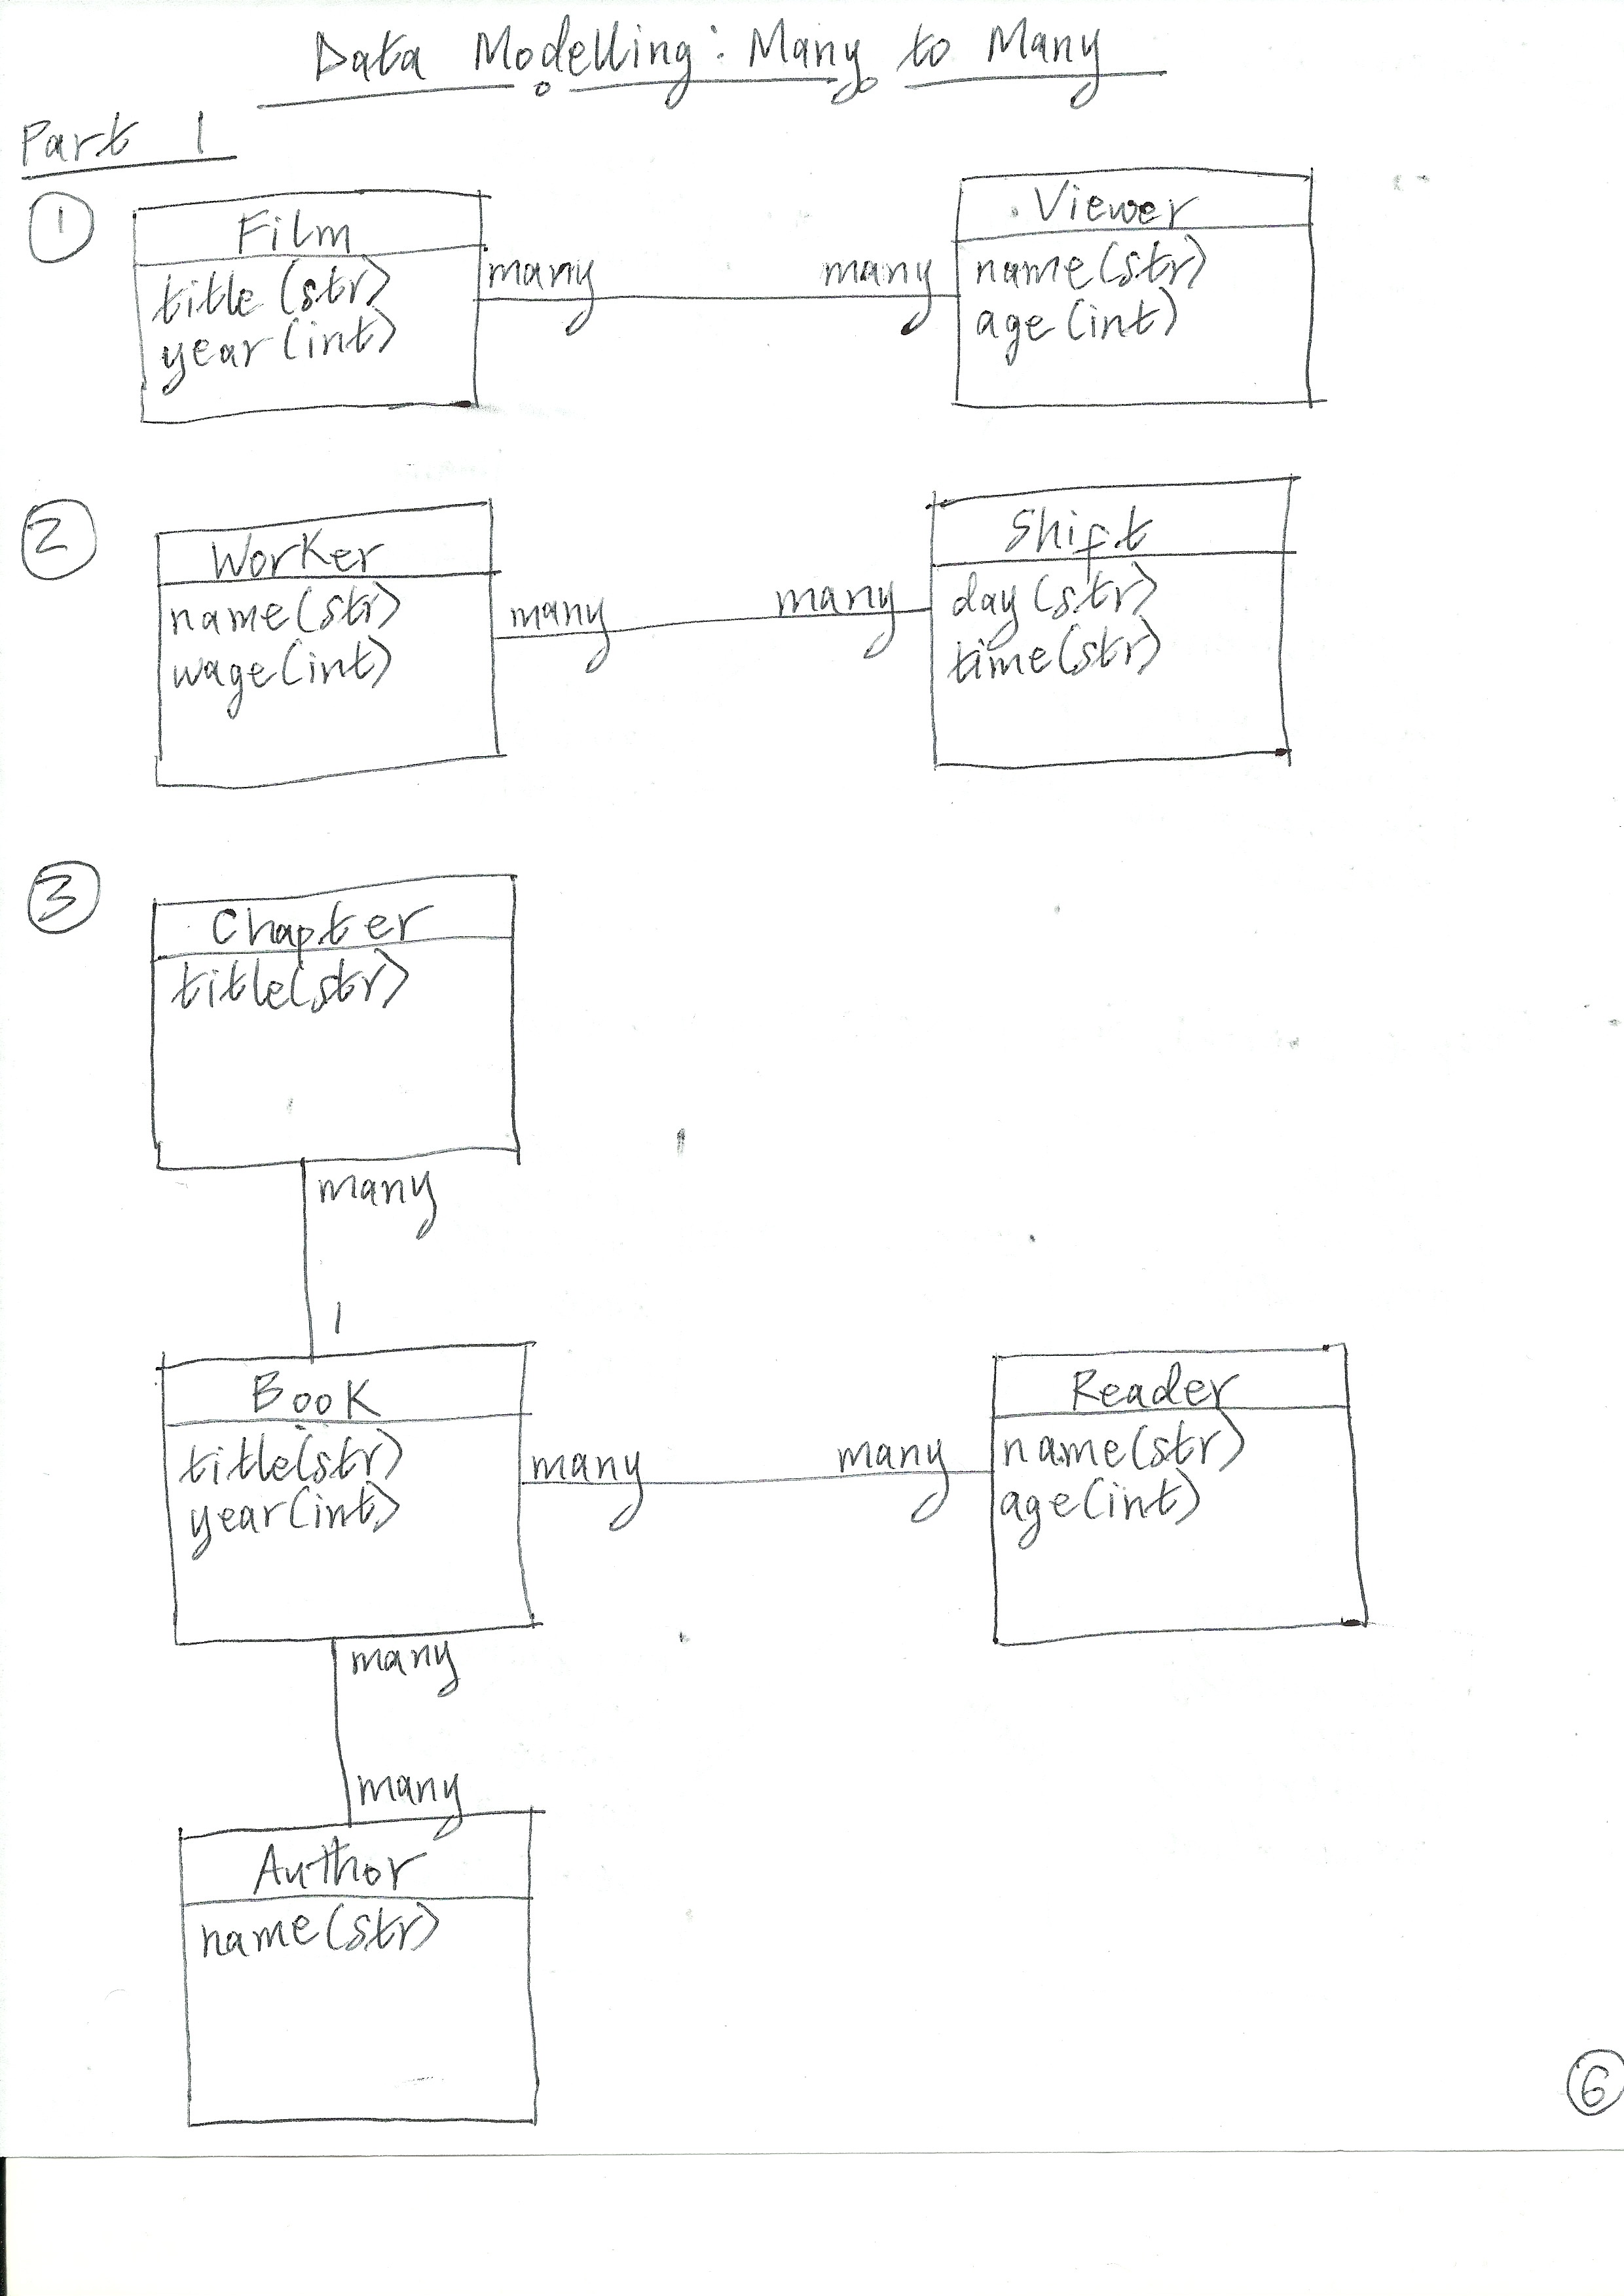 Data Modelling: Many to Many
Part 1
1
Film
title (str)
year (int)
many
many
Viewer
name (str)
age (int)
2
Worker
name (str)
wage (int)
many
many
Shift
day (str)
time (str)
3
Chapter
title (str)
many
1
Book
title (str)
year (int)
many
many
Reader
name (str)
age (int)
many
many
Author
name (str)
6